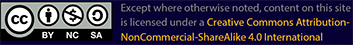 cc
BY NC SA
Except where otherwise noted, content on this site
is licensed under a Creative Commons Attribution-
NonCommercial-ShareAlike 4.0 International